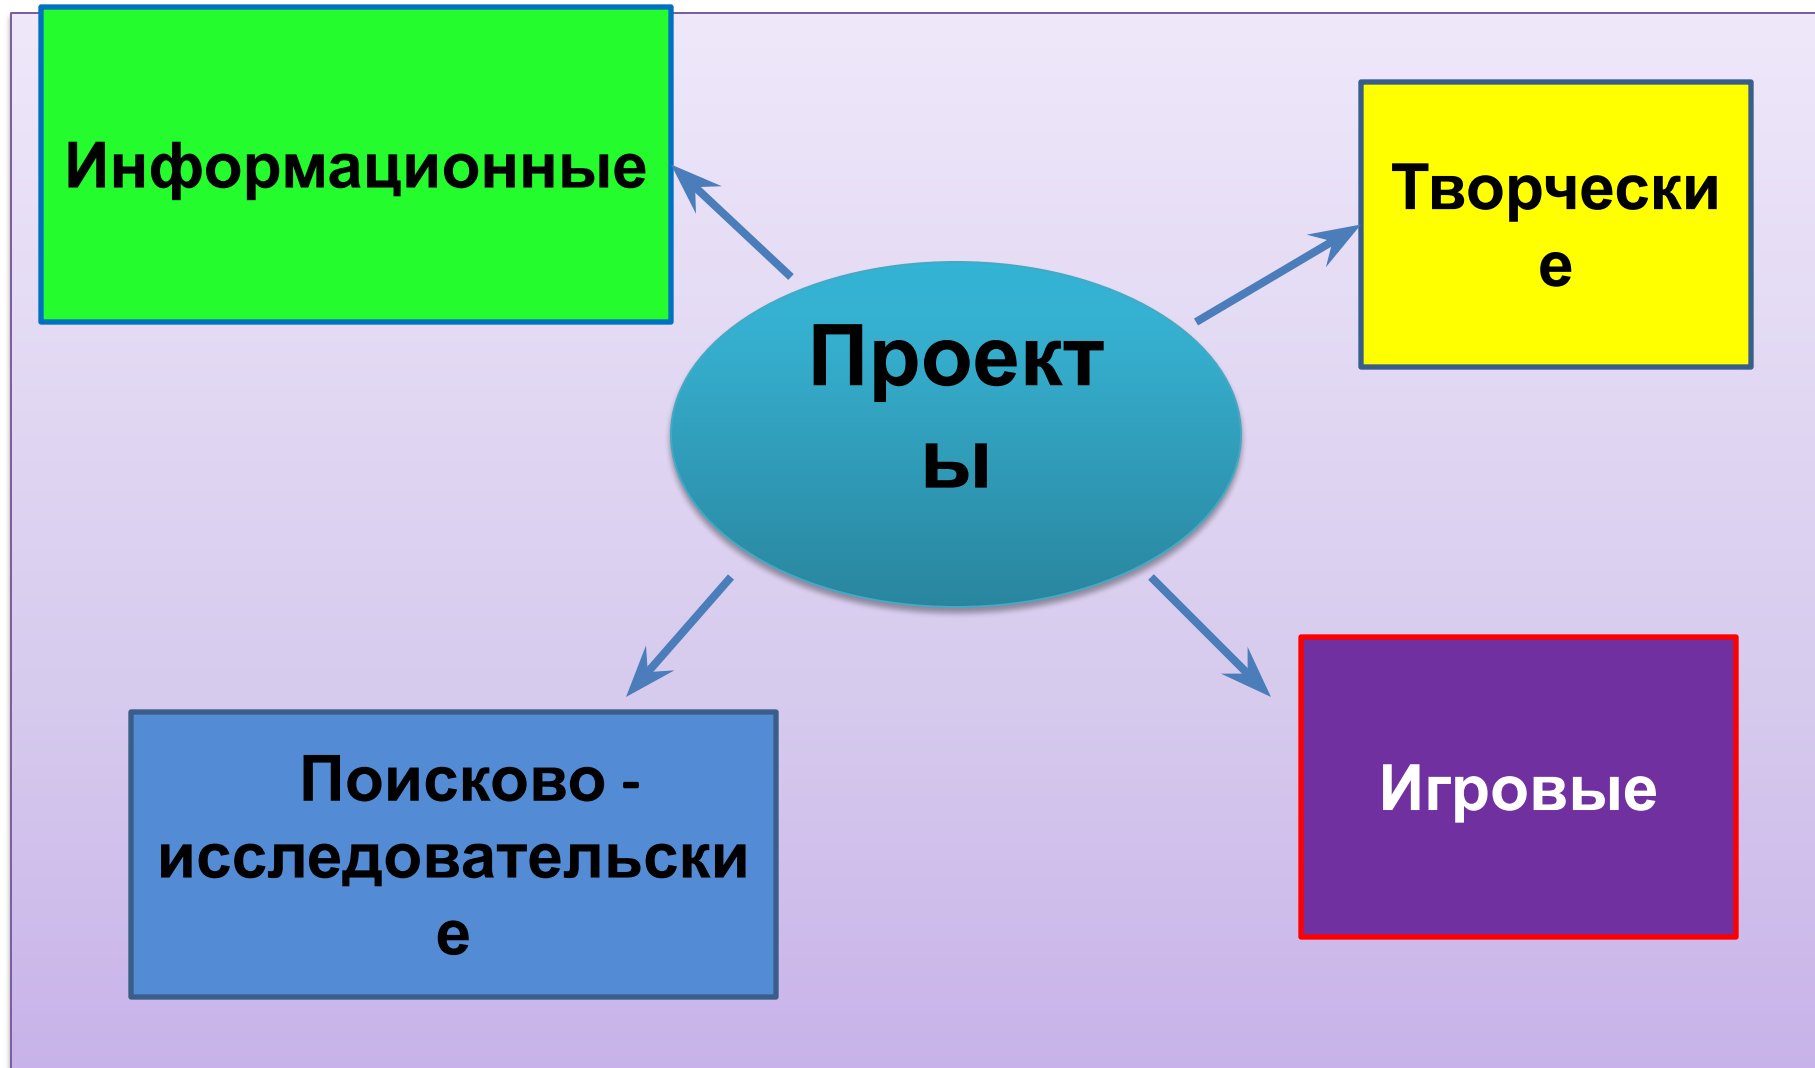 Информационные
Творчески
е
Проект
ы
Поисково -
исследовательски
е
Игровые